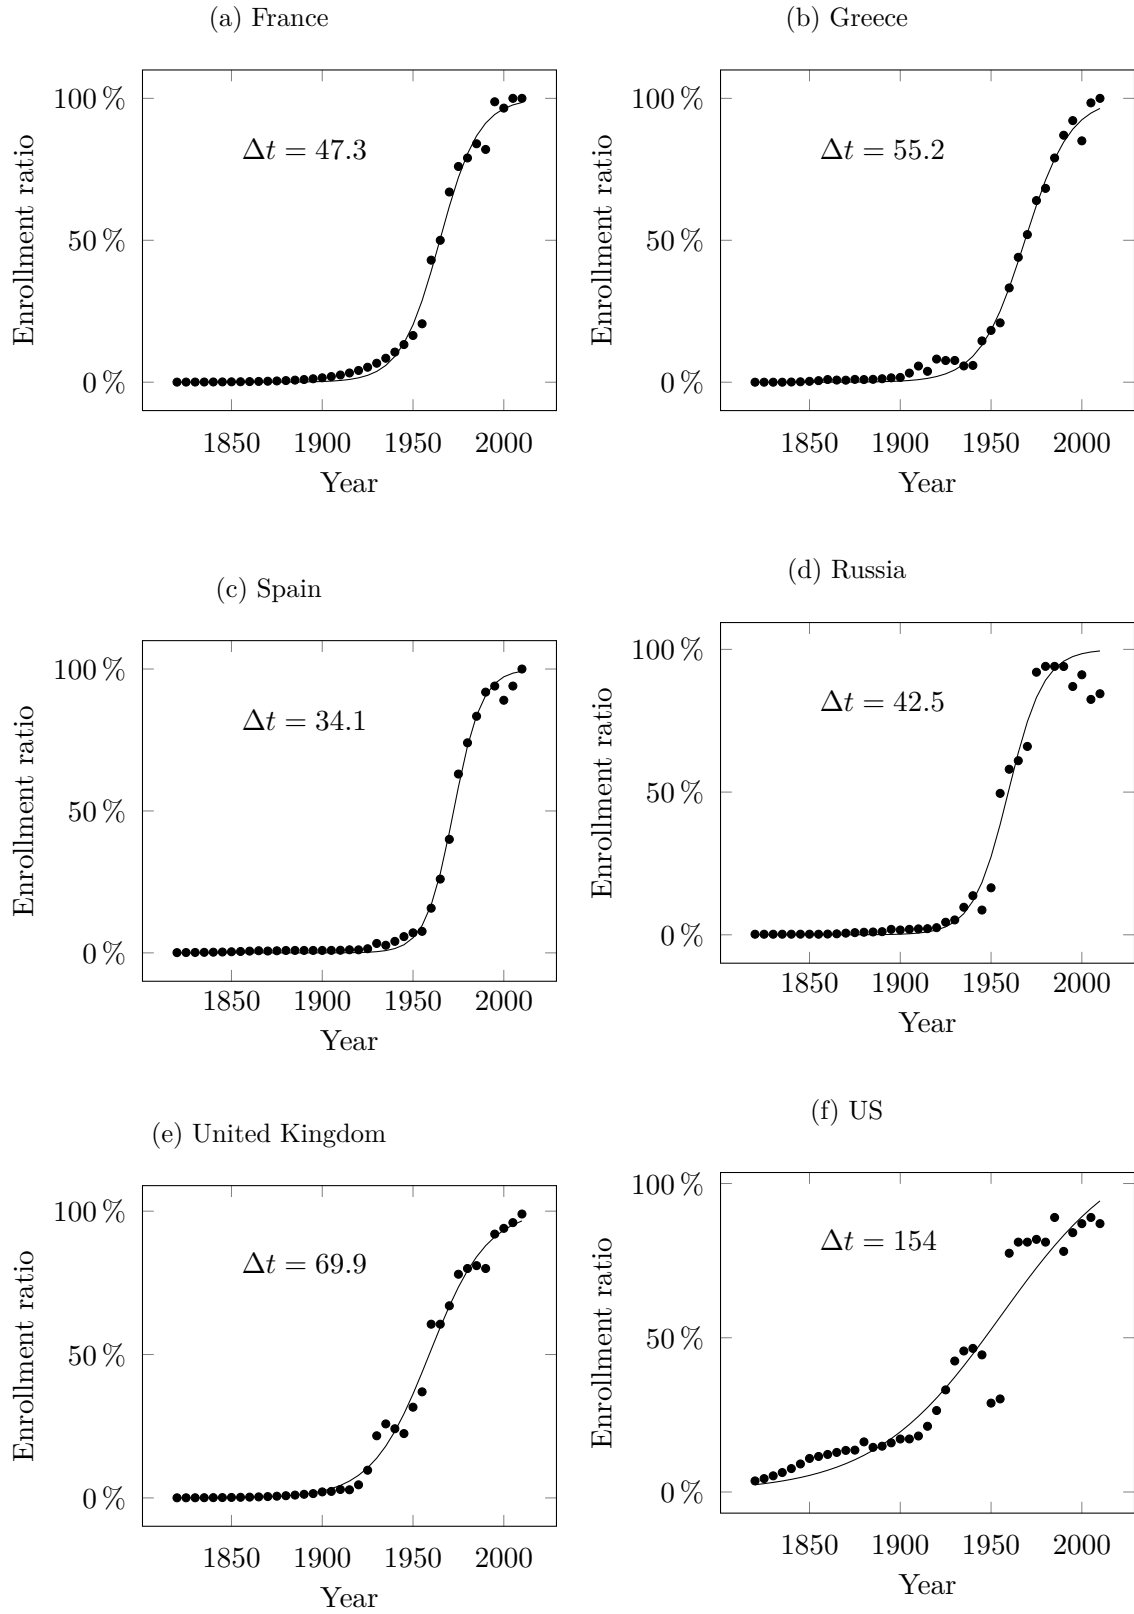 (a) France
100 %
50 %
0 %
Enrollment ratio
Δt = 47.3
1850 1900 1950 2000
Year
(b) Greece
100 %
50 %
0 %
Enrollment ratio
Δt = 55.2
1850 1900 1950 2000
Year
(c) Spain
100 %
50 %
0 %
Enrollment ratio
Δt = 34.1
1850 1900 1950 2000
Year
(d) Russia
100 %
50 %
0 %
Enrollment ratio
Δt = 42.5
1850 1900 1950 2000
Year
(e) United Kingdom
100 %
50 %
0 %
Enrollment ratio
Δt = 69.9
1850 1900 1950 2000
Year
(f) US
100 %
50 %
0 %
Enrollment ratio
Δt = 154
1850 1900 1950 2000
Year